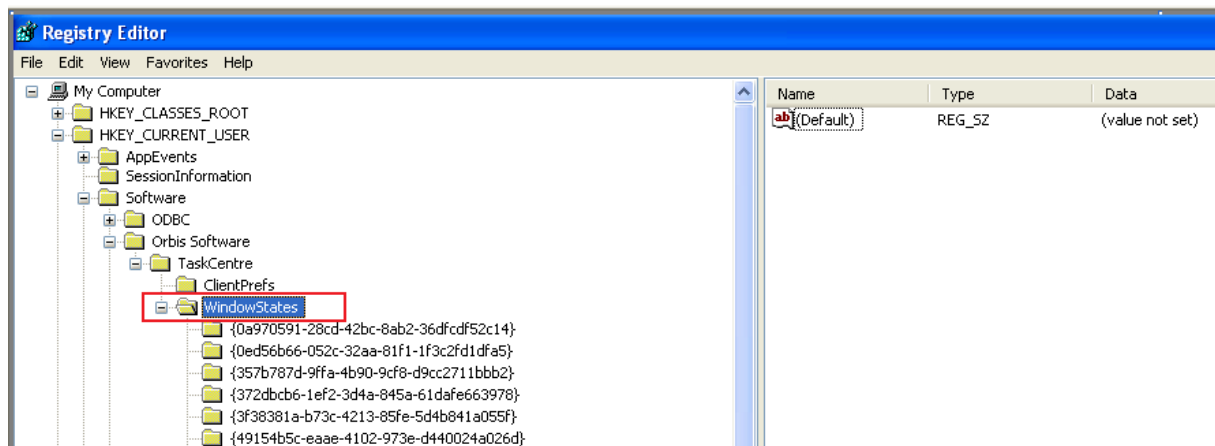 Registry Editor
File Edit View Favorites Help
My Computer
HKEY_CLASSES_ROOT
HKEY_CURRENT_USER
AppEvents
SessionInformation
Software
ODBC
Orbis Software
TaskCentre
ClientPrefs
WindowStates
{0a970591-28cd-42bc-8ab2-36dfcdf52c14}
{0ed56b66-052c-32aa-81f1-1f3c2fd1dfa5}
{357b787d-9ffa-4b90-9cf8-d9cc2711bbb2}
{372dbcb6-1ef2-3d4a-845a-61dafe663978}
{3f38381a-b73c-4213-85fe-5d4b841a055f}
{49154b5c-eaae-4102-973e-d440024a026d}
Name Type Data
ab (Default) REG_SZ (value not set)